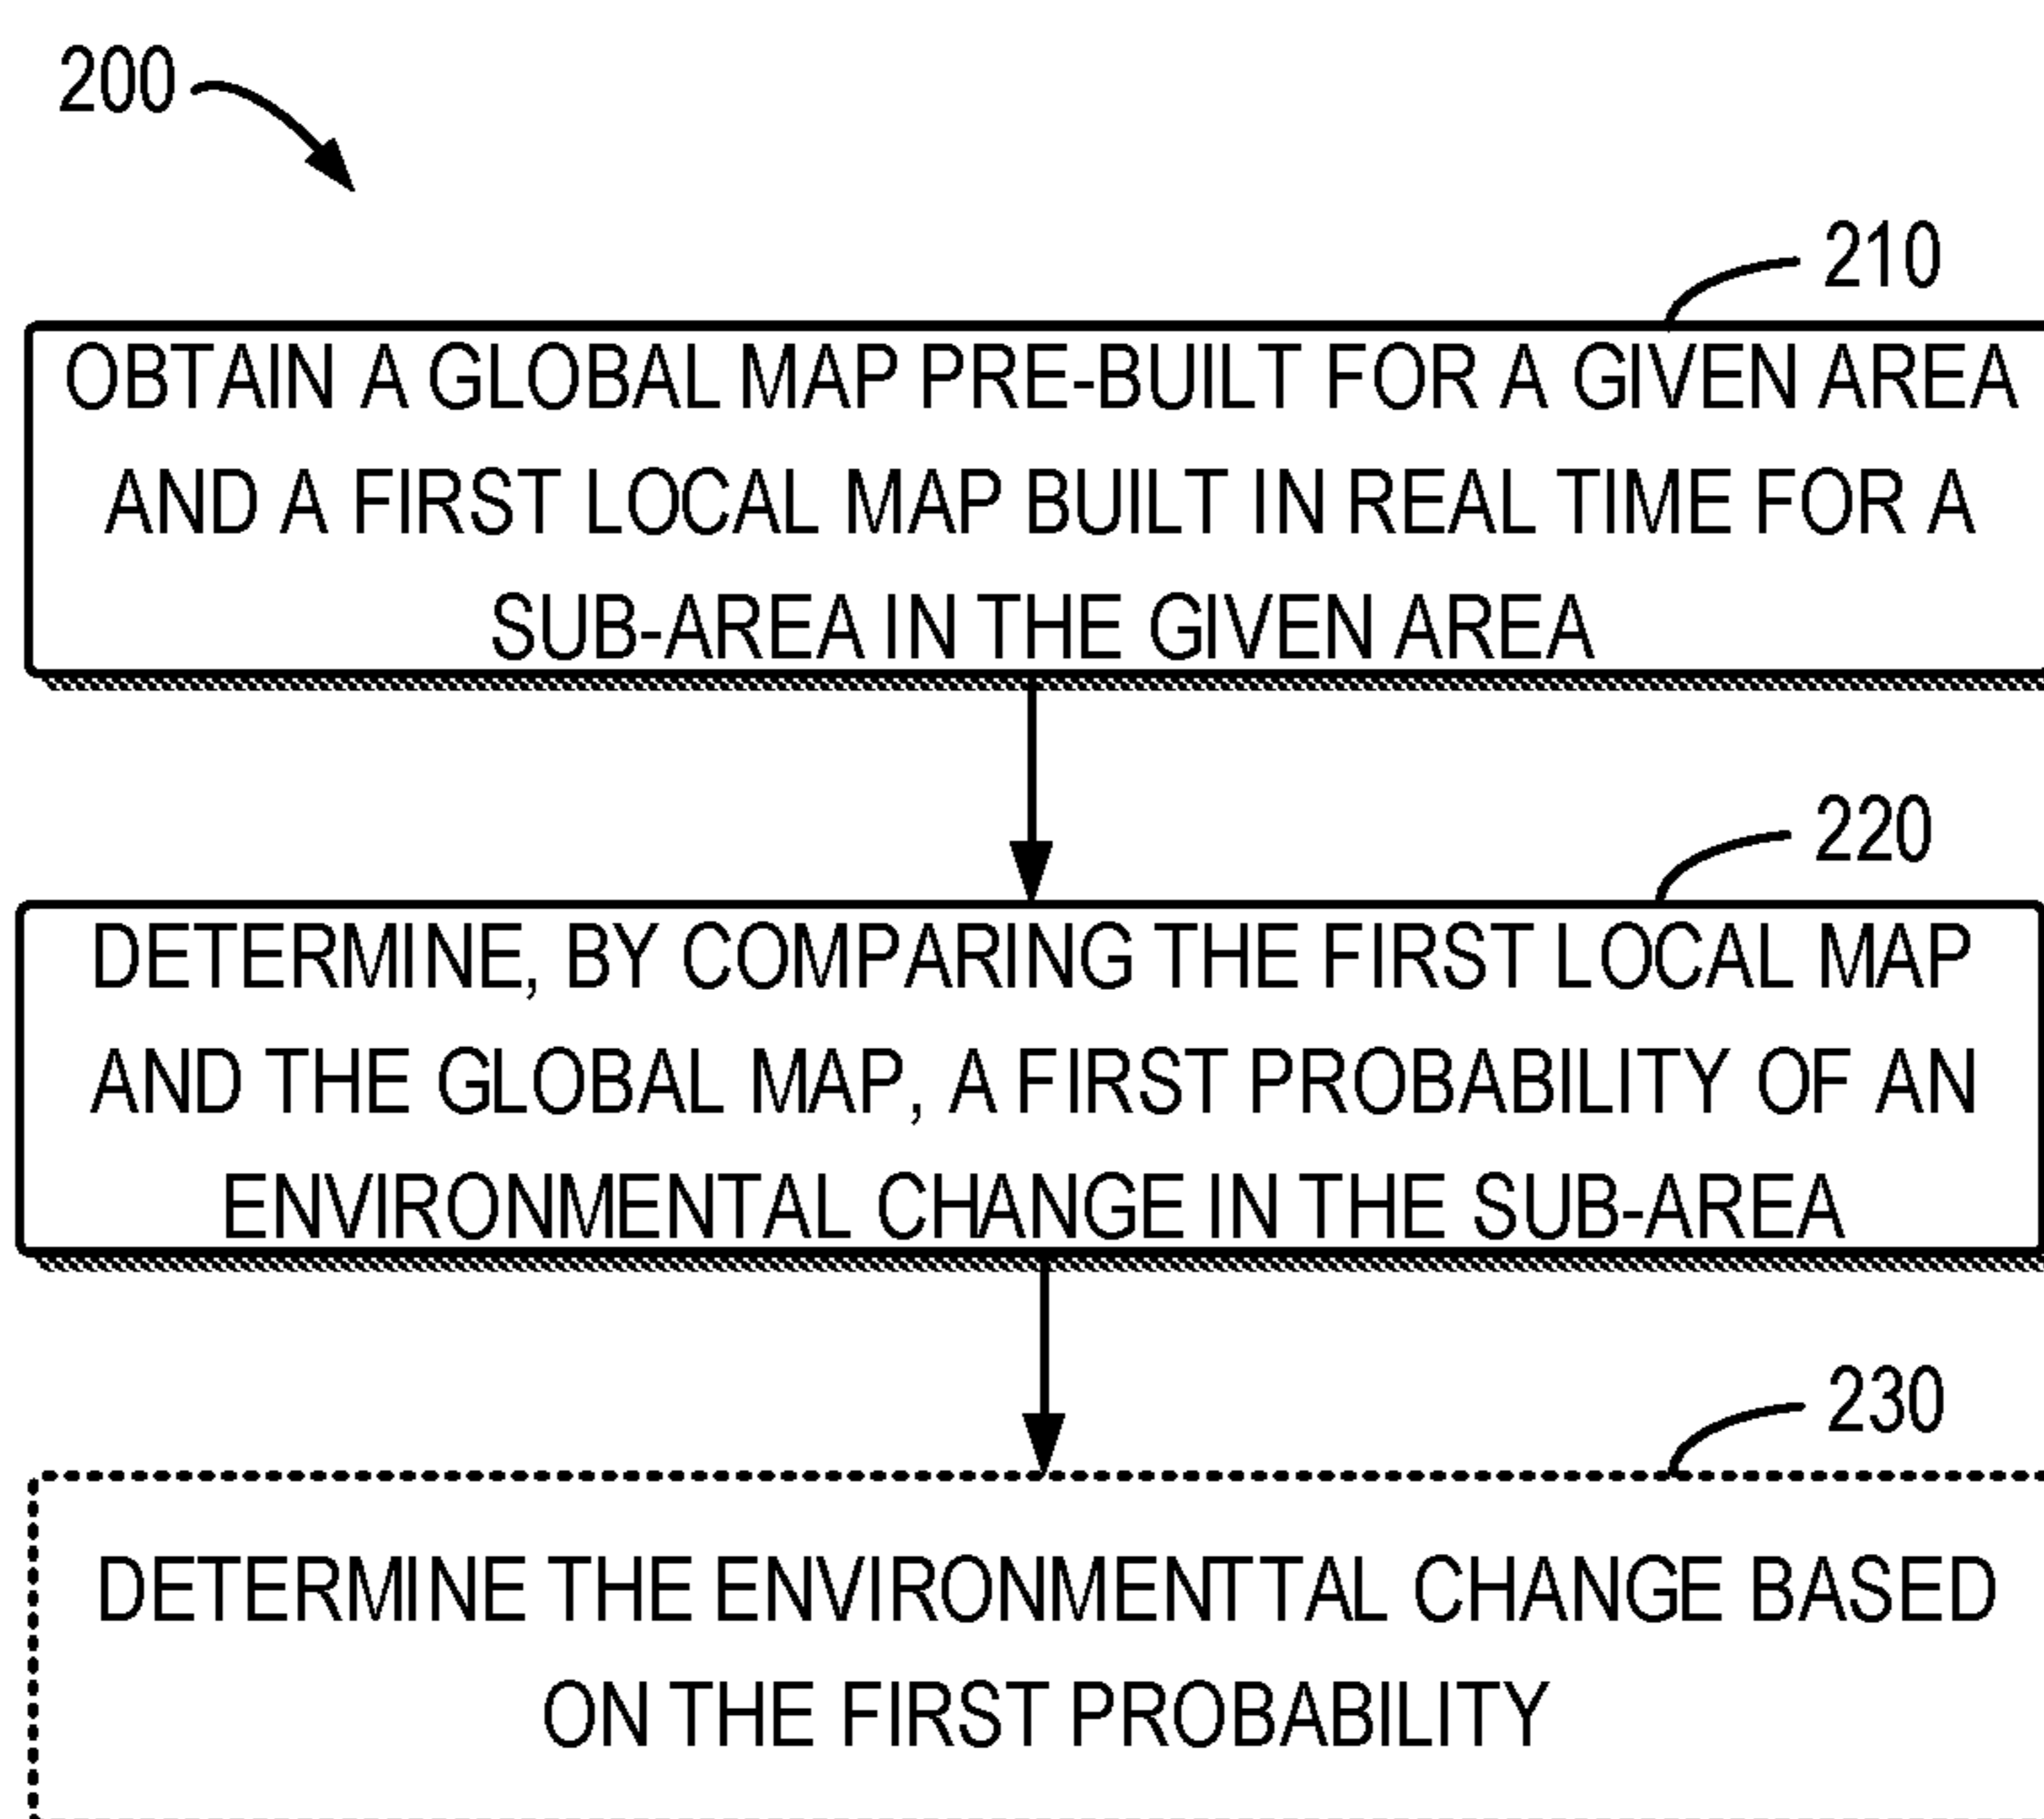 200
210
OBTAIN A GLOBAL MAP PRE-BUILT FOR A GIVEN AREA
AND A FIRST LOCAL MAP BUILT IN REAL TIME FOR A
SUB-AREA IN THE GIVEN AREA
220
DETERMINE, BY COMPARING THE FIRST LOCAL MAP
AND THE GLOBAL MAP, A FIRST PROBABILITY OF AN
ENVIRONMENTAL CHANGE IN THE SUB-AREA
230
DETERMINE THE ENVIRONMENTTAL CHANGE BASED
ON THE FIRST PROBABILITY